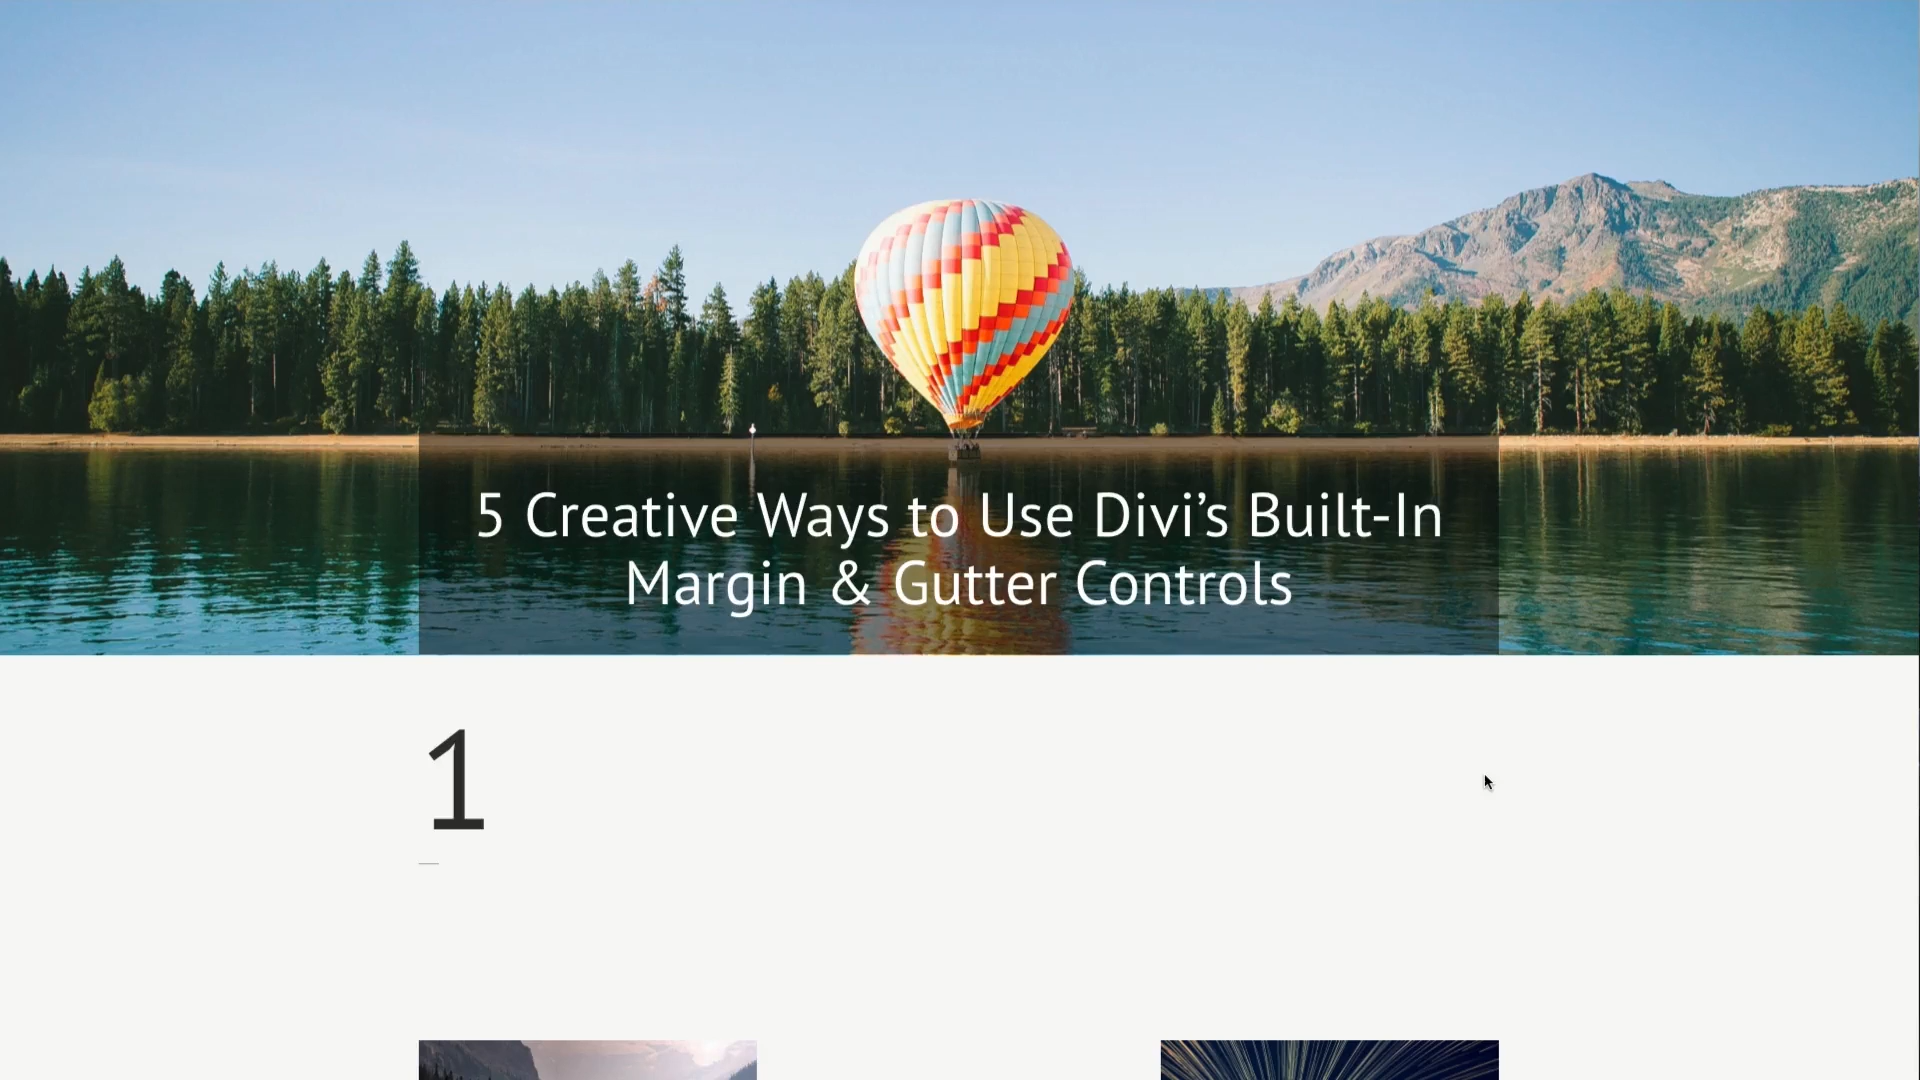 5 Creative Ways to Use Divi’s Built-In
Margin & Gutter Controls
1